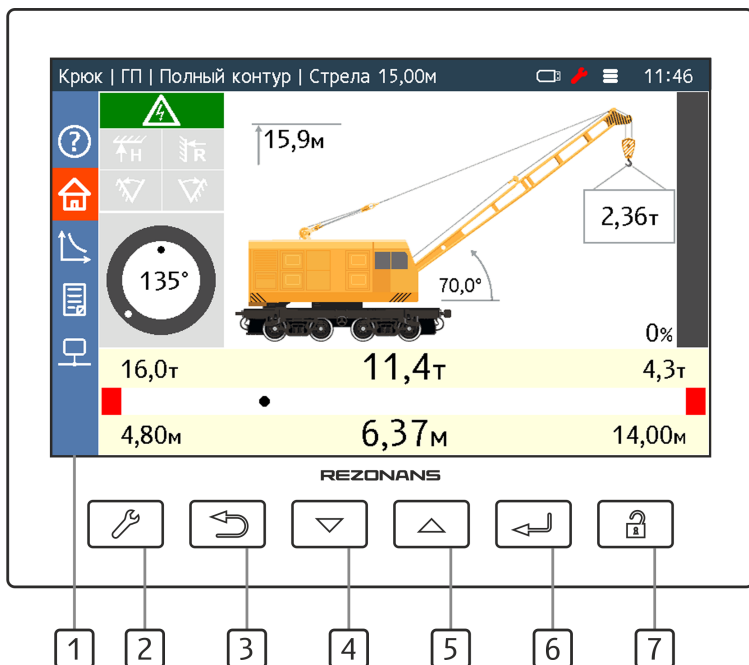 Крюк | ГП | Полный контур | Стрела 15,00м 11:46
?
H R
15,9м
2,36т
135°
70,0°
0%
16,0т 11,4т 4,3т
4,80м 6,37м 14,00м
REZONANS
1 2 3 4 5 6 7